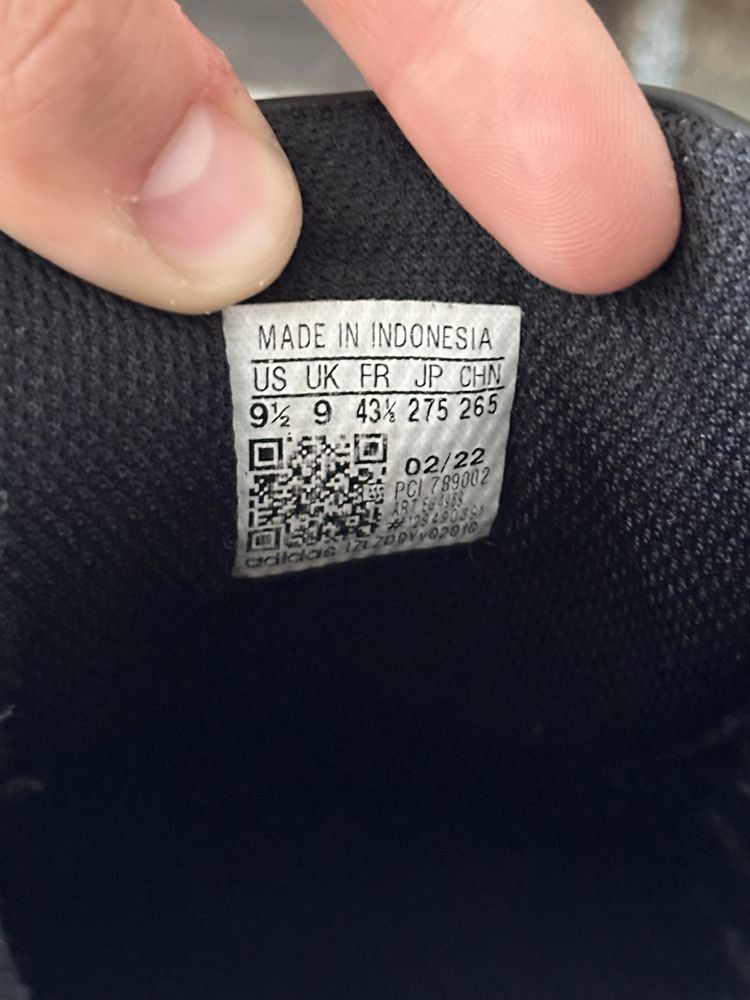 MADE IN INDONESIA
US UK FR JP CHN
9½ 9 43⅓ 275 265
02/22
PCI 789002
ART
adidas